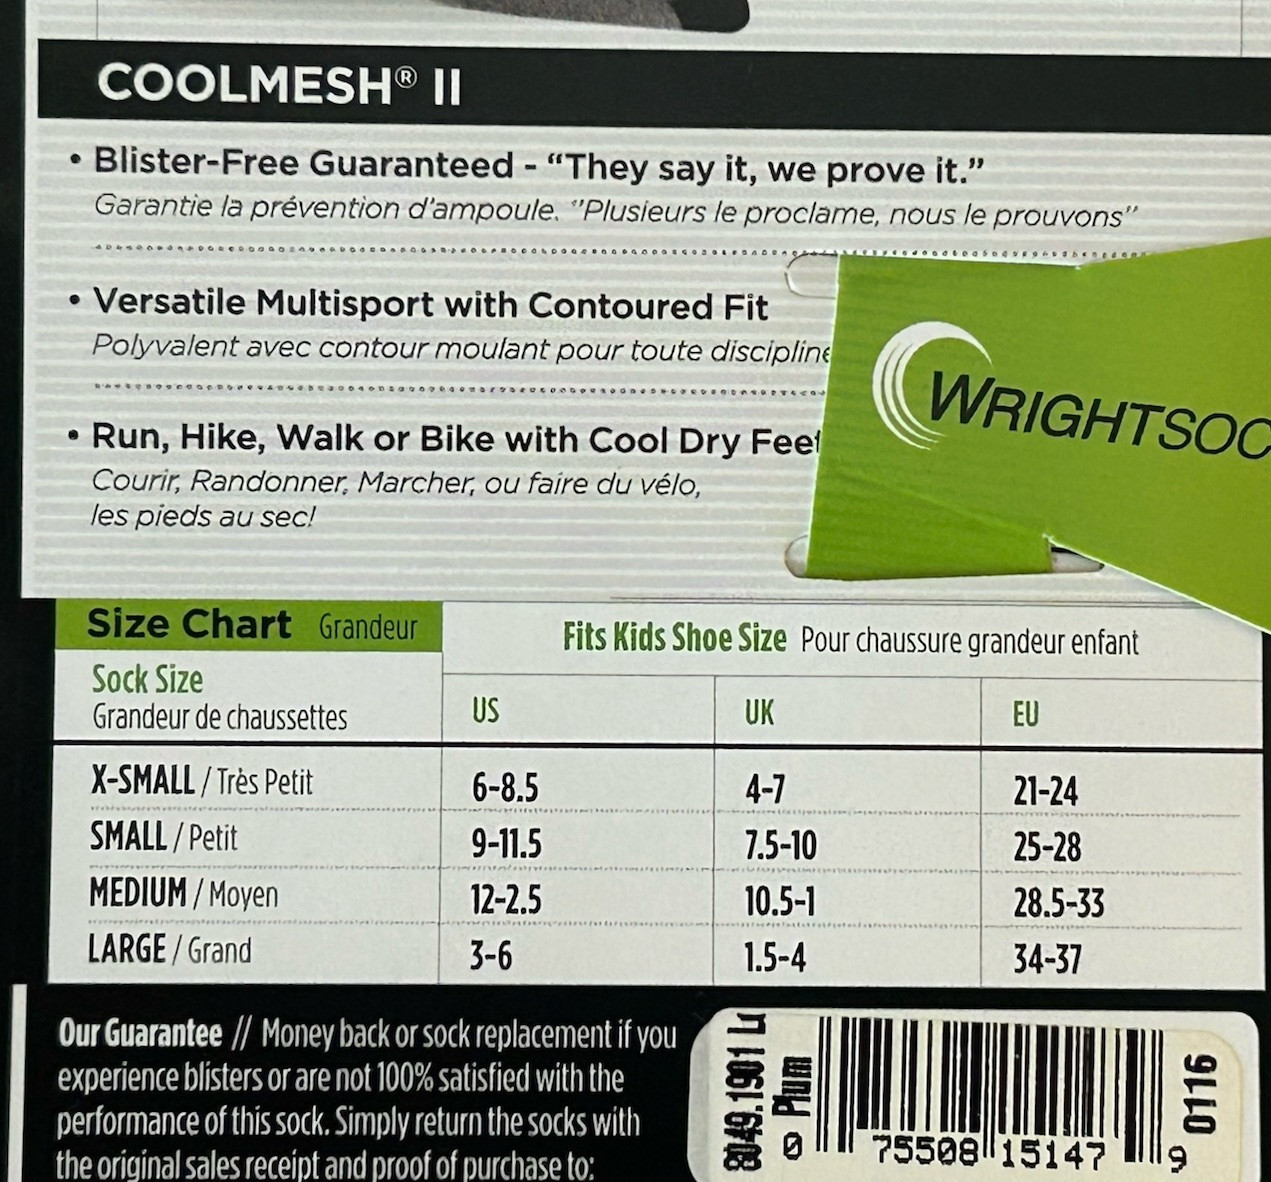 COOLMESH® II
• Blister-Free Guaranteed - “They say it, we prove it.”
Garantie la prévention d'ampoule. “Plusieurs le proclame, nous le prouvons”
• Versatile Multisport with Contoured Fit
Polyvalent avec contour moulant pour toute discipline
WRIGHTSOC
• Run, Hike, Walk or Bike with Cool Dry Feet
Courir, Randonner, Marcher, ou faire du vélo,
les pieds au sec!
Size Chart Grandeur
Fits Kids Shoe Size Pour chaussure grandeur enfant
Sock Size
Grandeur de chaussettes
US UK EU
X-SMALL / Très Petit 6-8.5 4-7 21-24
SMALL / Petit 9-11.5 7.5-10 25-28
MEDIUM / Moyen 12-2.5 10.5-1 28.5-33
LARGE / Grand 3-6 1.5-4 34-37
Our Guarantee // Money back or sock replacement if you
experience blisters or are not 100% satisfied with the
performance of this sock. Simply return the socks with
the original sales receipt and proof of purchase to:
8049.1901
Plum
0 75508 15147 9
0116